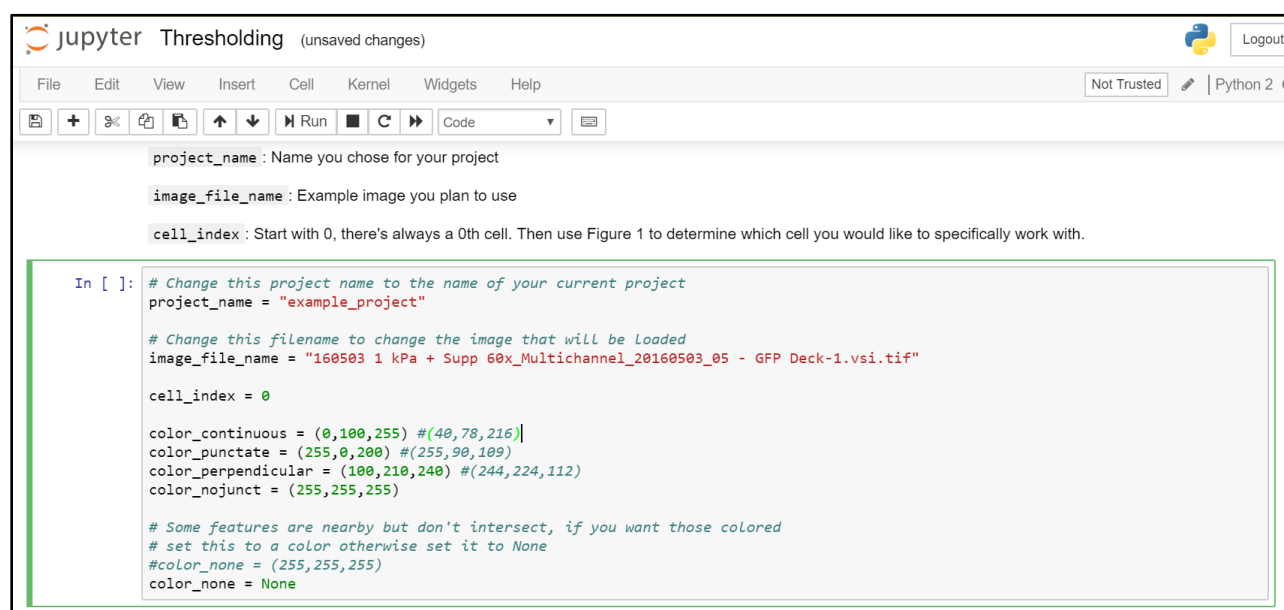 jupyter Thresholding (unsaved changes) Logout
File Edit View Insert Cell Kernel Widgets Help Not Trusted Python 2
Run Code
project_name : Name you chose for your project
image_file_name : Example image you plan to use
cell_index : Start with 0, there's always a 0th cell. Then use Figure 1 to determine which cell you would like to specifically work with.
In [ ]: # Change this project name to the name of your current project
project_name = "example_project"
# Change this filename to change the image that will be loaded
image_file_name = "160503 1 kPa + Supp 60x_Multichannel_20160503_05 - GFP Deck-1.vsi.tif"
cell_index = 0
color_continuous = (0,100,255) #(40,78,216)
color_punctate = (255,0,200) #(255,90,109)
color_perpendicular = (100,210,240) #(244,224,112)
color_nojunct = (255,255,255)
# Some features are nearby but don't intersect, if you want those colored
# set this to a color otherwise set it to None
#color_none = (255,255,255)
color_none = None